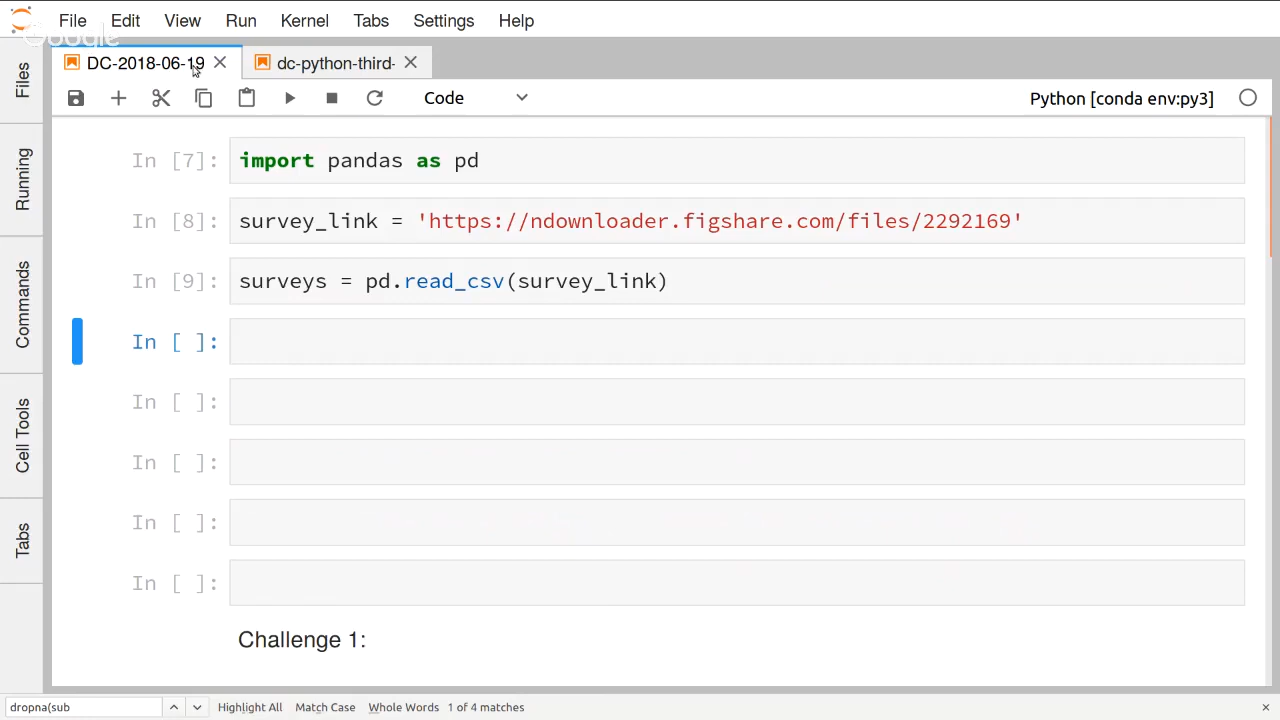 File Edit View Run Kernel Tabs Settings Help
Google
DC-2018-06-19 dc-python-third-
Code Python [conda env:py3]
Files
Running
Commands
Cell Tools
Tabs
In [7]: import pandas as pd
In [8]: survey_link = 'https://ndownloader.figshare.com/files/2292169'
In [9]: surveys = pd.read_csv(survey_link)
In [ ]:
In [ ]:
In [ ]:
In [ ]:
In [ ]:
Challenge 1:
dropna(sub Highlight All Match Case Whole Words 1 of 4 matches